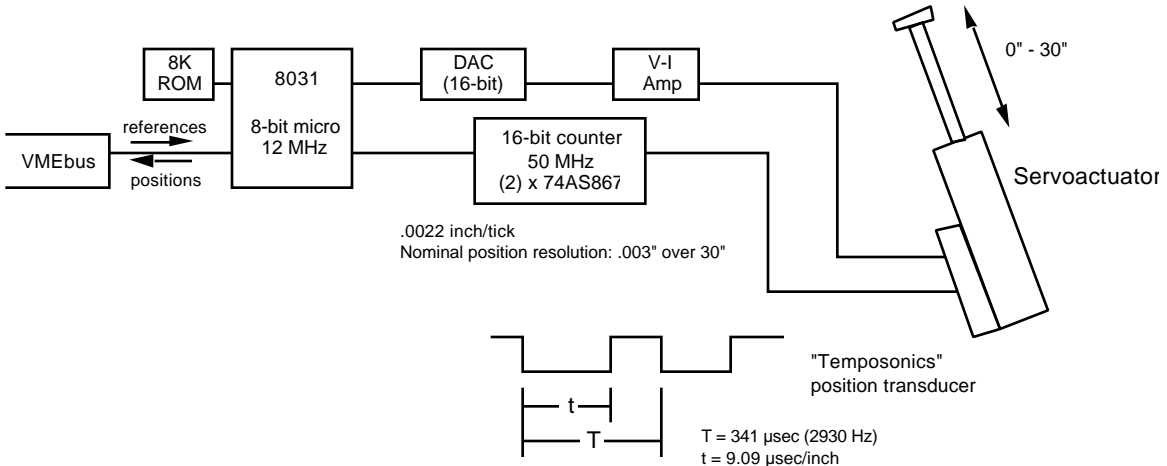 8K
ROM
8031
8-bit micro
12 MHz
DAC
(16-bit)
V-I
Amp
0" - 30"
VMEbus
references
positions
16-bit counter
50 MHz
(2) x 74AS867
Servoactuator
.0022 inch/tick
Nominal position resolution: .003" over 30"
"Temposonics"
position transducer
t
T
T = 341 µsec (2930 Hz)
t = 9.09 µsec/inch